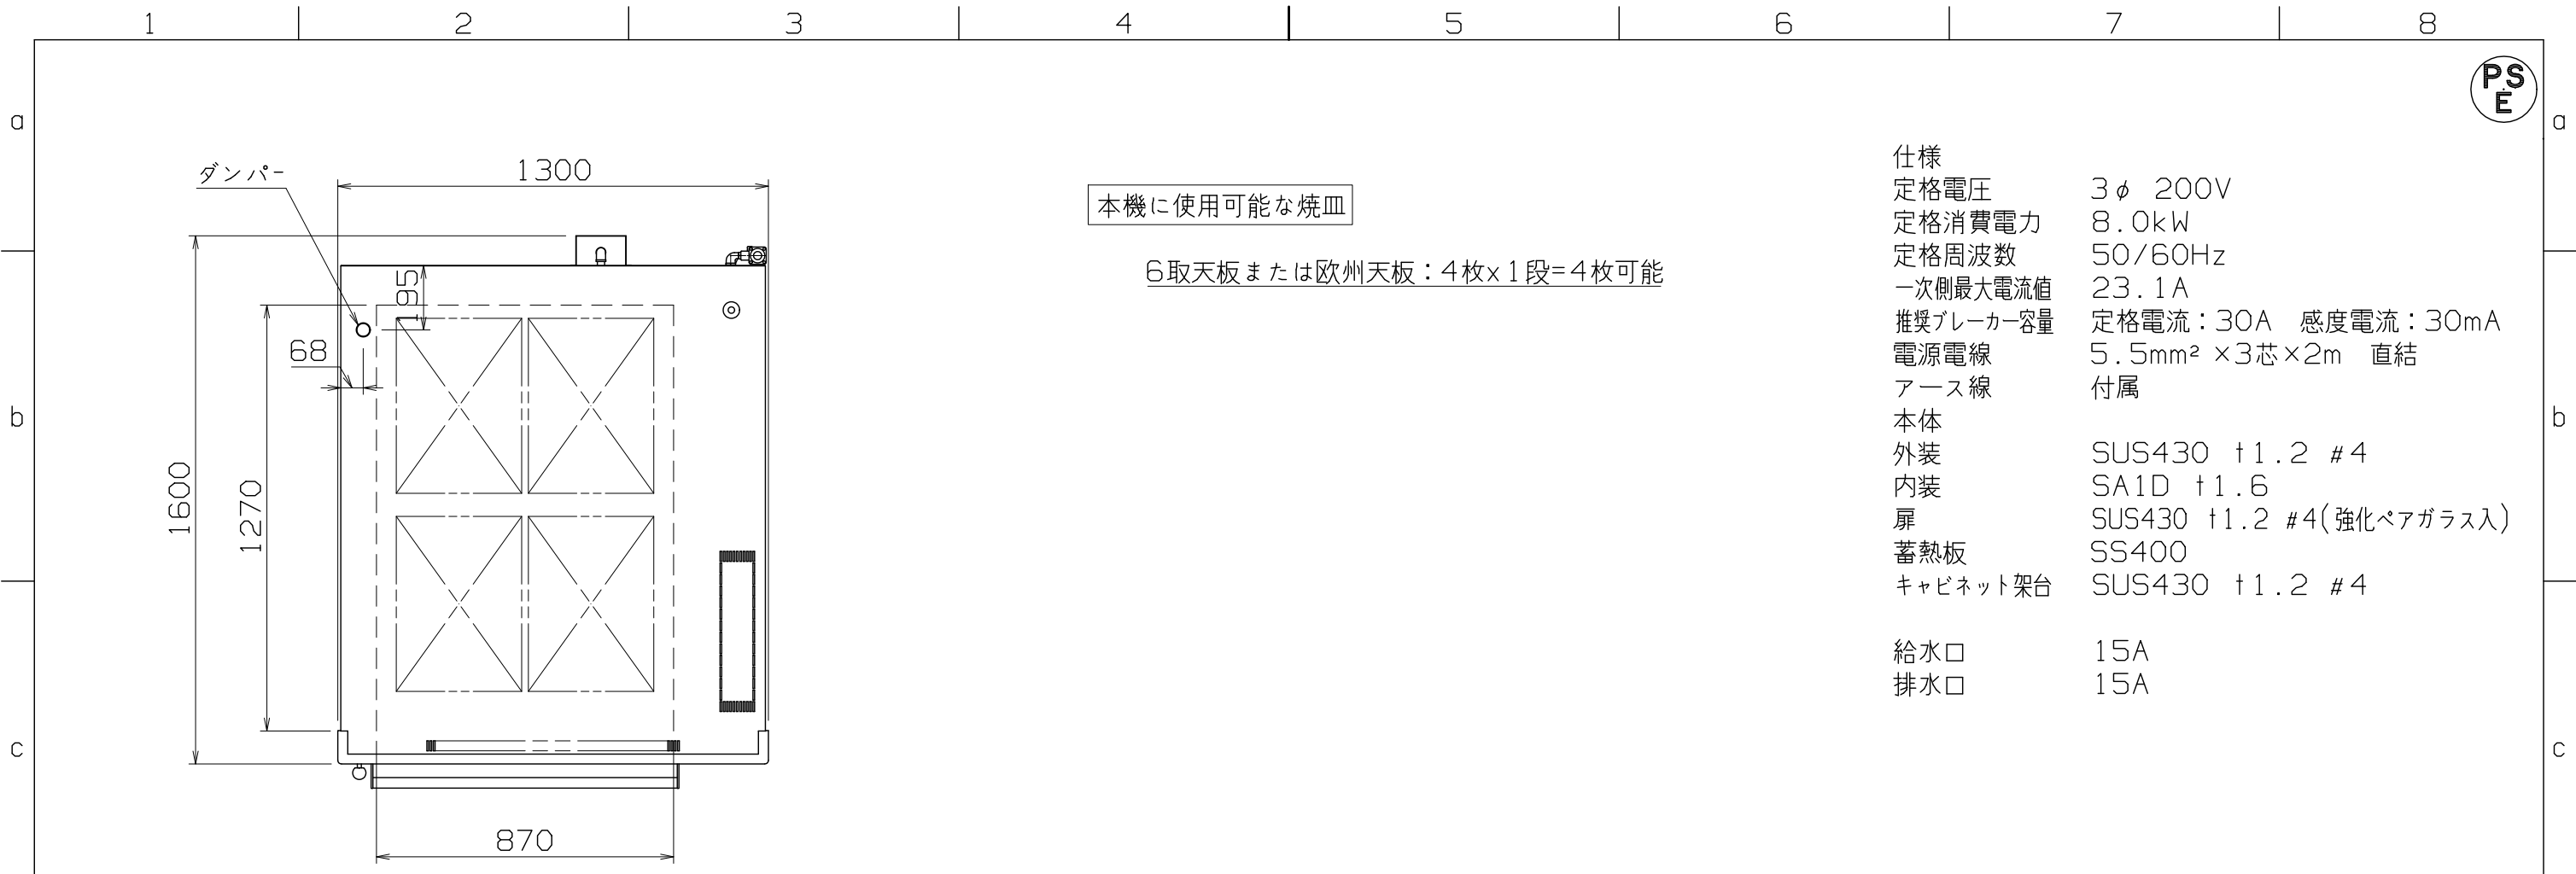 1 2 3 4 5 6 7 8
PS
E
a a
ダンパー
1300
本機に使用可能な焼皿
6取天板または欧州天板:4枚x1段=4枚可能
195
68
1600
1270
870
仕様
定格電圧 3φ 200V
定格消費電力 8.0kW
定格周波数 50/60Hz
一次側最大電流値 23.1A
推奨ブレーカー容量 定格電流:30A 感度電流:30mA
電源電線 5.5mm² ×3芯×2m 直結
アース線 付属
本体
外装 SUS430 t1.2 #4
内装 SA1D t1.6
扉 SUS430 t1.2 #4(強化ペアガラス入)
蓄熱板 SS400
キャビネット架台 SUS430 t1.2 #4
給水口 15A
排水口 15A
b b
c c